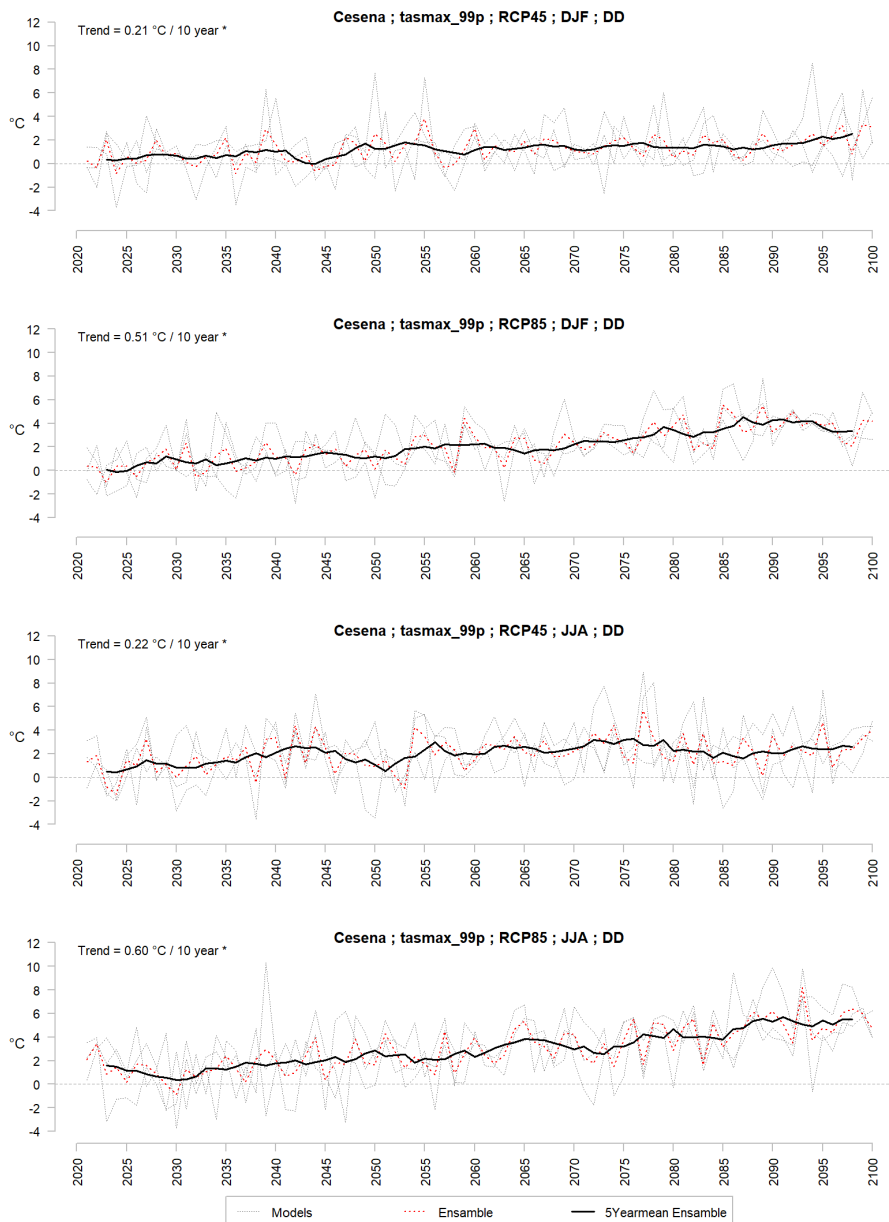 Cesena ; tasmax_99p ; RCP45 ; DJF ; DD
Trend = 0.21 °C / 10 year *
12
10
8
6
4
2
0
-2
-4
°C
2020 2025 2030 2035 2040 2045 2050 2055 2060 2065 2070 2075 2080 2085 2090 2095 2100
Cesena ; tasmax_99p ; RCP85 ; DJF ; DD
Trend = 0.51 °C / 10 year *
12
10
8
6
4
2
0
-2
-4
2020 2025 2030 2035 2040 2045 2050 2055 2060 2065 2070 2075 2080 2085 2090 2095 2100
Cesena ; tasmax_99p ; RCP45 ; JJA ; DD
Trend = 0.22 °C / 10 year *
12
10
8
6
4
2
0
-2
-4
°C
2020 2025 2030 2035 2040 2045 2050 2055 2060 2065 2070 2075 2080 2085 2090 2095 2100
Cesena ; tasmax_99p ; RCP85 ; JJA ; DD
Trend = 0.60 °C / 10 year *
12
10
8
6
4
2
0
-2
-4
°C
2020 2025 2030 2035 2040 2045 2050 2055 2060 2065 2070 2075 2080 2085 2090 2095 2100
Models Ensamble 5Yearmean Ensamble